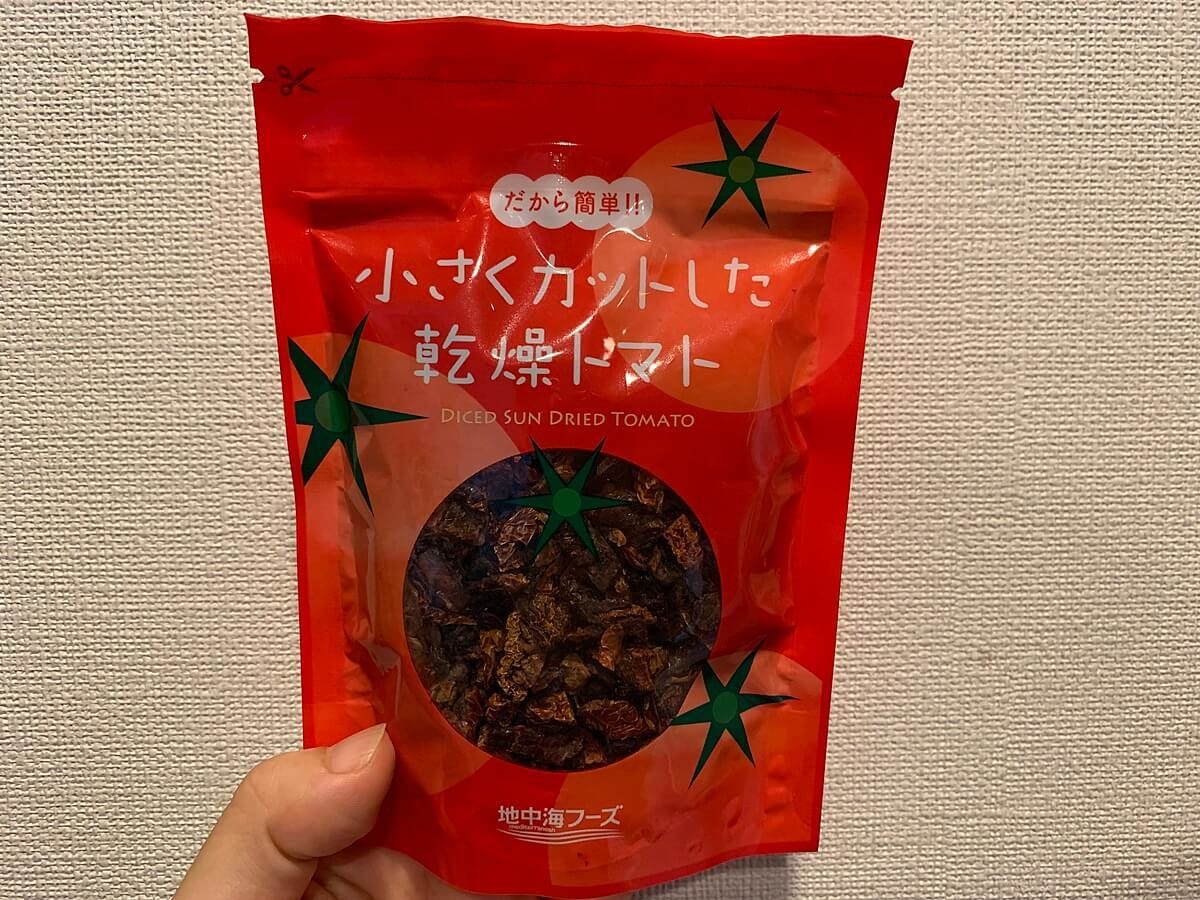 だから簡単!!
小さくカットした
乾燥トマト
DICED SUN DRIED TOMATO
地中海フーズ
mediterranean